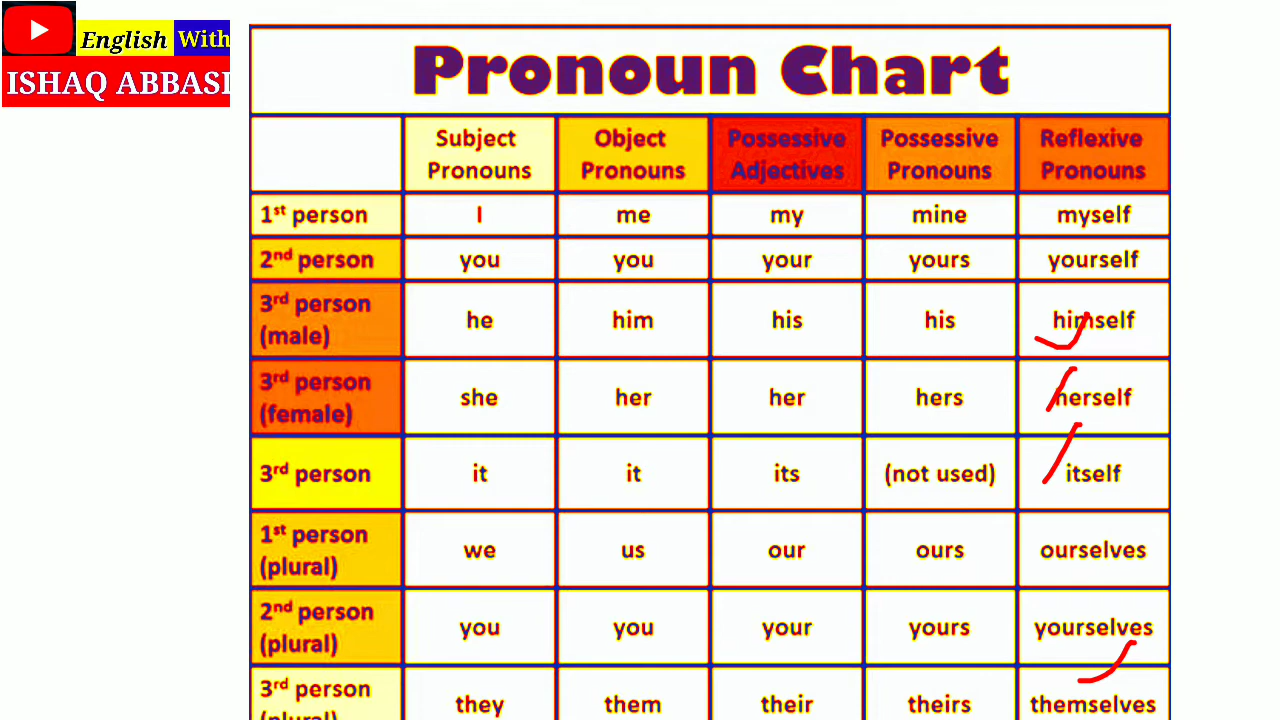 English With
ISHAQ ABBASI
Pronoun Chart
Subject Pronouns Object Pronouns Possessive Adjectives Possessive Pronouns Reflexive Pronouns
1st person I me my mine myself
2nd person you you your yours yourself
3rd person (male) he him his his himself
3rd person (female) she her her hers herself
3rd person it it its (not used) itself
1st person (plural) we us our ours ourselves
2nd person (plural) you you your yours yourselves
3rd person (plural) they them their theirs themselves